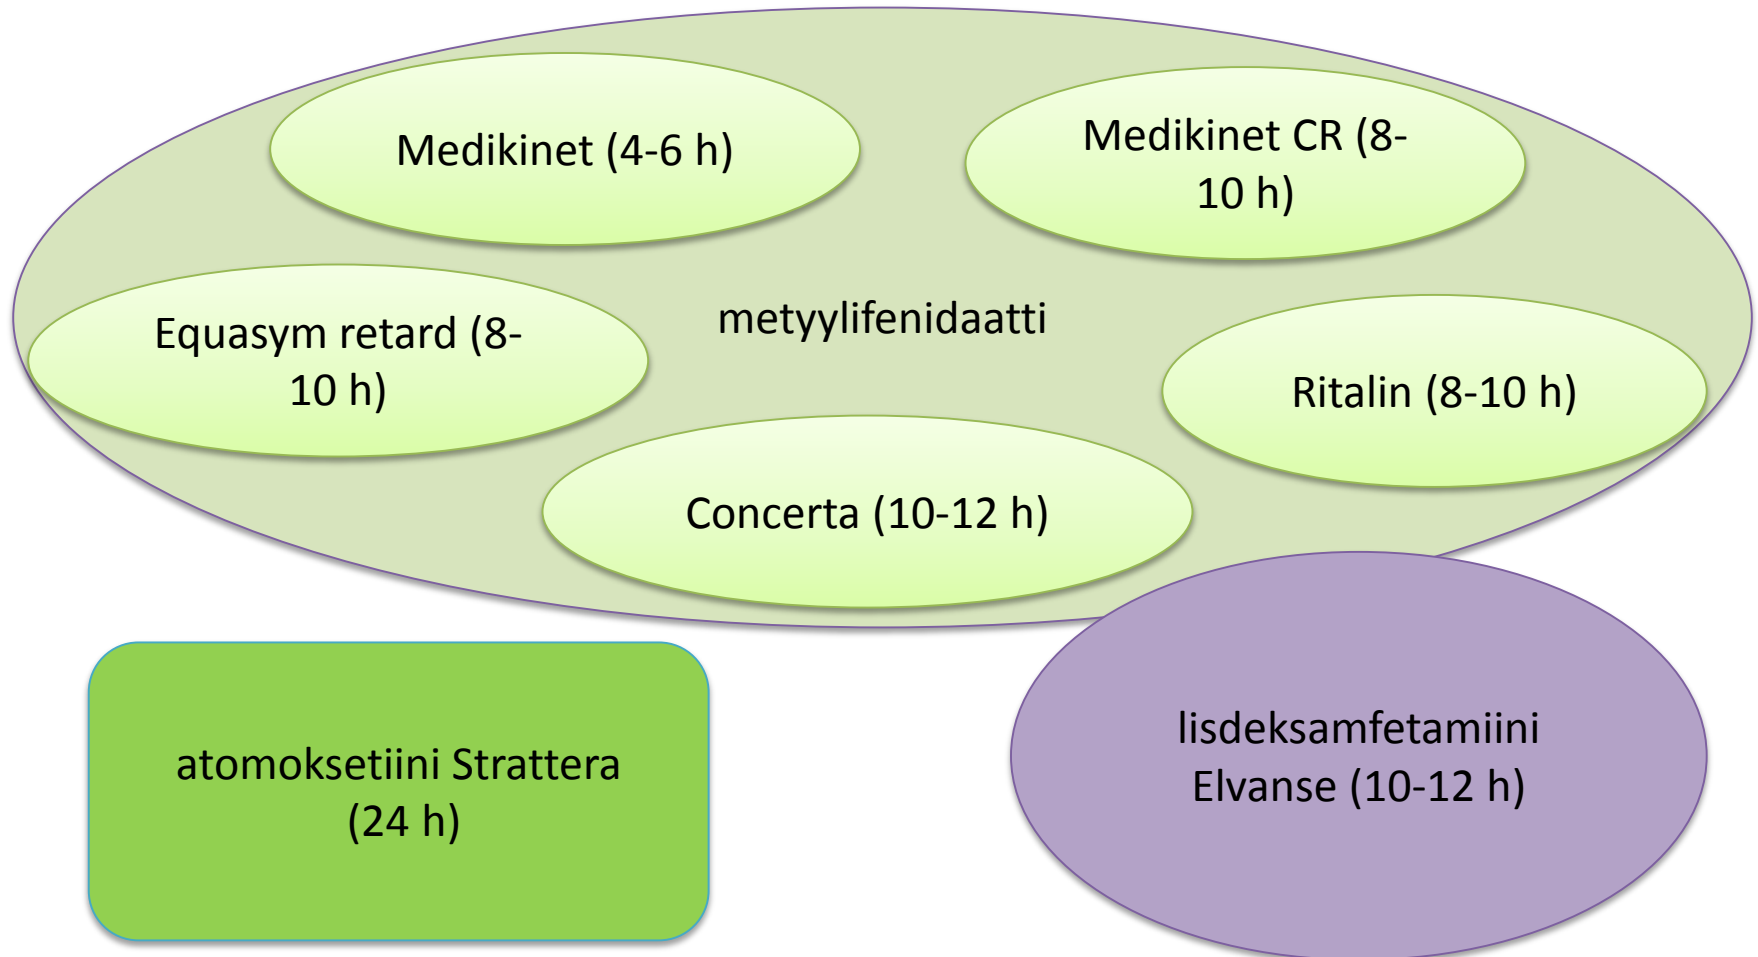 Medikinet (4-6 h)
Medikinet CR (8-
10 h)
metyylifenidaatti
Equasym retard (8-
10 h)
Ritalin (8-10 h)
Concerta (10-12 h)
atomoksetiini Strattera
(24 h)
lisdeksamfetamiini
Elvanse (10-12 h)